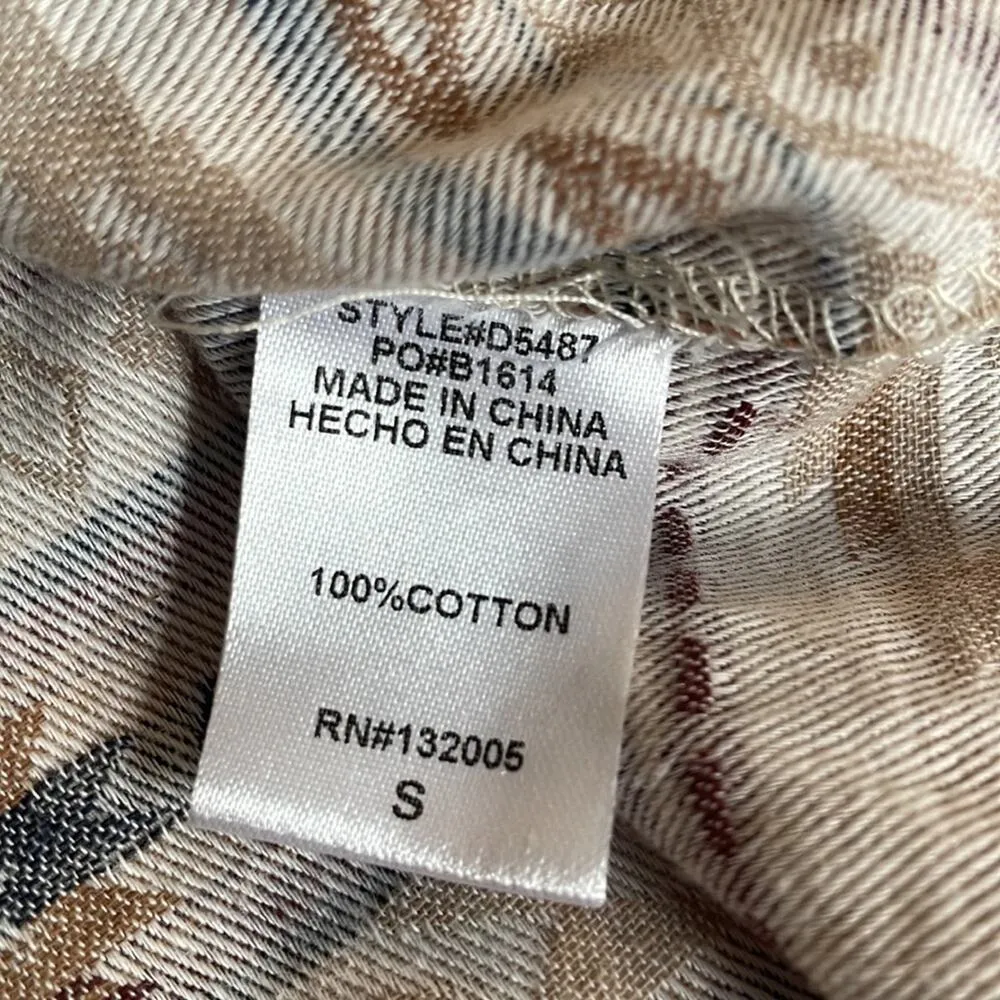 STYLE#D5487
PO#B1614
MADE IN CHINA
HECHO EN CHINA
100%COTTON
RN#132005
S